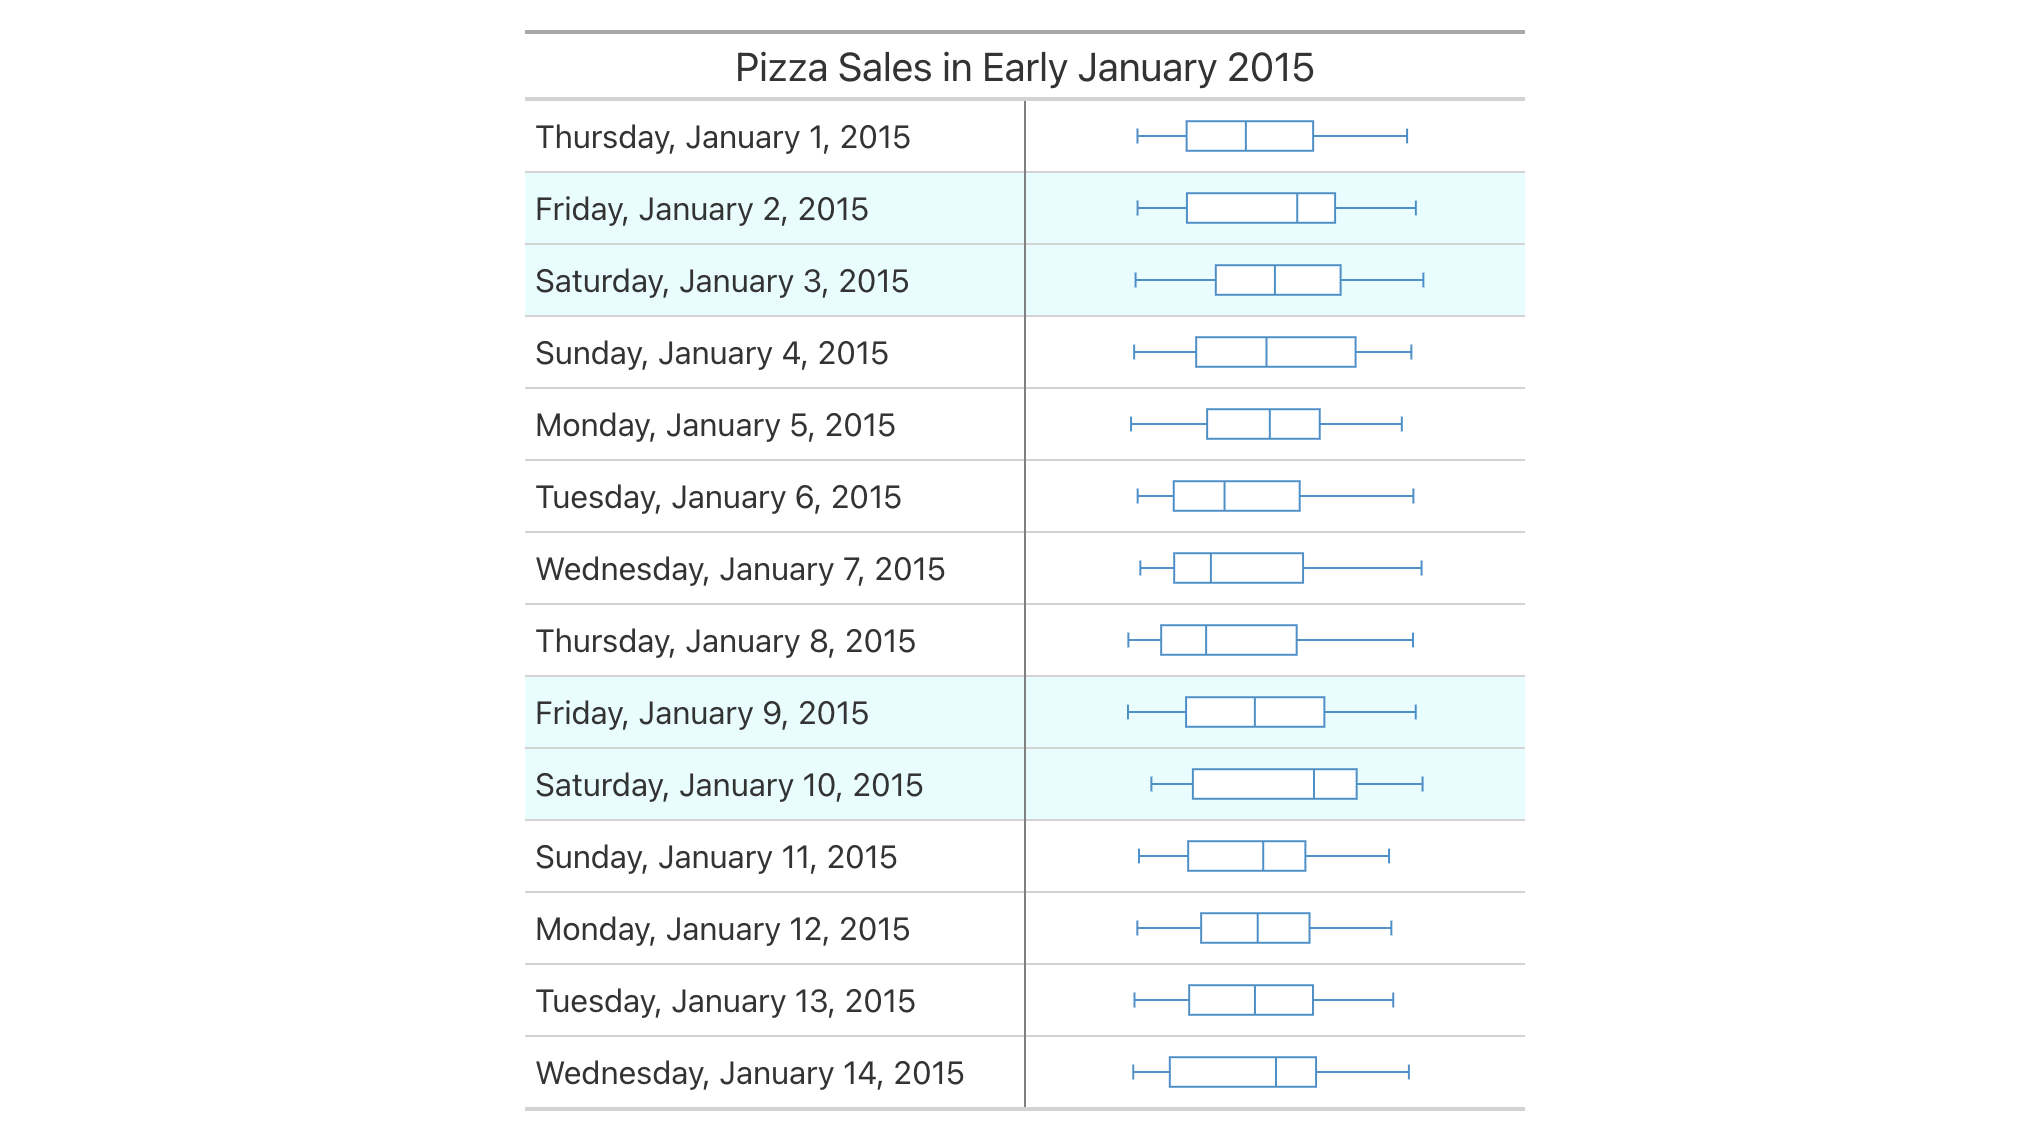 Pizza Sales in Early January 2015
Thursday, January 1, 2015
Friday, January 2, 2015
Saturday, January 3, 2015
Sunday, January 4, 2015
Monday, January 5, 2015
Tuesday, January 6, 2015
Wednesday, January 7, 2015
Thursday, January 8, 2015
Friday, January 9, 2015
Saturday, January 10, 2015
Sunday, January 11, 2015
Monday, January 12, 2015
Tuesday, January 13, 2015
Wednesday, January 14, 2015